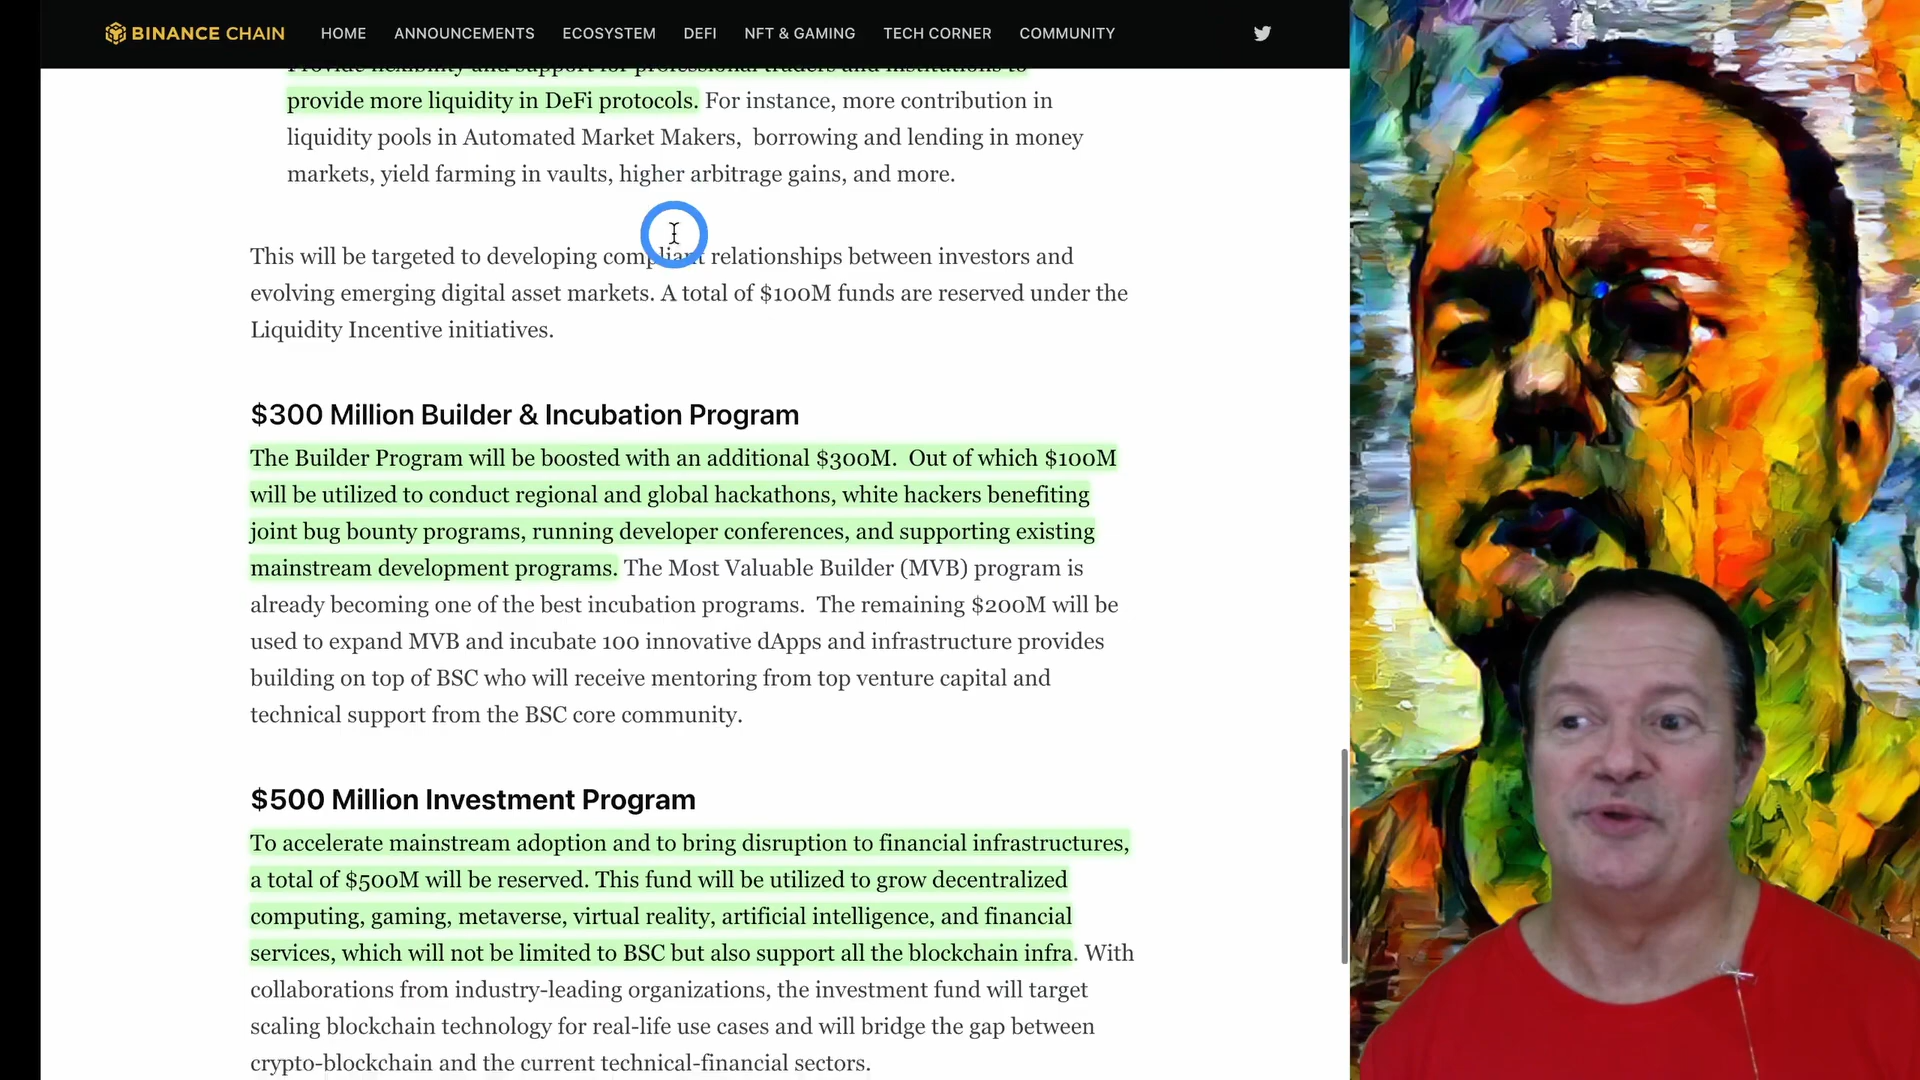 BINANCE CHAIN HOME ANNOUNCEMENTS ECOSYSTEM DEFI NFT & GAMING TECH CORNER COMMUNITY
Provide flexibility and support for professional traders and institutions to
provide more liquidity in DeFi protocols. For instance, more contribution in
liquidity pools in Automated Market Makers,  borrowing and lending in money
markets, yield farming in vaults, higher arbitrage gains, and more.
This will be targeted to developing compliant relationships between investors and
evolving emerging digital asset markets. A total of $100M funds are reserved under the
Liquidity Incentive initiatives.
$300 Million Builder & Incubation Program
The Builder Program will be boosted with an additional $300M.  Out of which $100M
will be utilized to conduct regional and global hackathons, white hackers benefiting
joint bug bounty programs, running developer conferences, and supporting existing
mainstream development programs. The Most Valuable Builder (MVB) program is
already becoming one of the best incubation programs.  The remaining $200M will be
used to expand MVB and incubate 100 innovative dApps and infrastructure provides
building on top of BSC who will receive mentoring from top venture capital and
technical support from the BSC core community.
$500 Million Investment Program
To accelerate mainstream adoption and to bring disruption to financial infrastructures,
a total of $500M will be reserved. This fund will be utilized to grow decentralized
computing, gaming, metaverse, virtual reality, artificial intelligence, and financial
services, which will not be limited to BSC but also support all the blockchain infra. With
collaborations from industry-leading organizations, the investment fund will target
scaling blockchain technology for real-life use cases and will bridge the gap between
crypto-blockchain and the current technical-financial sectors.